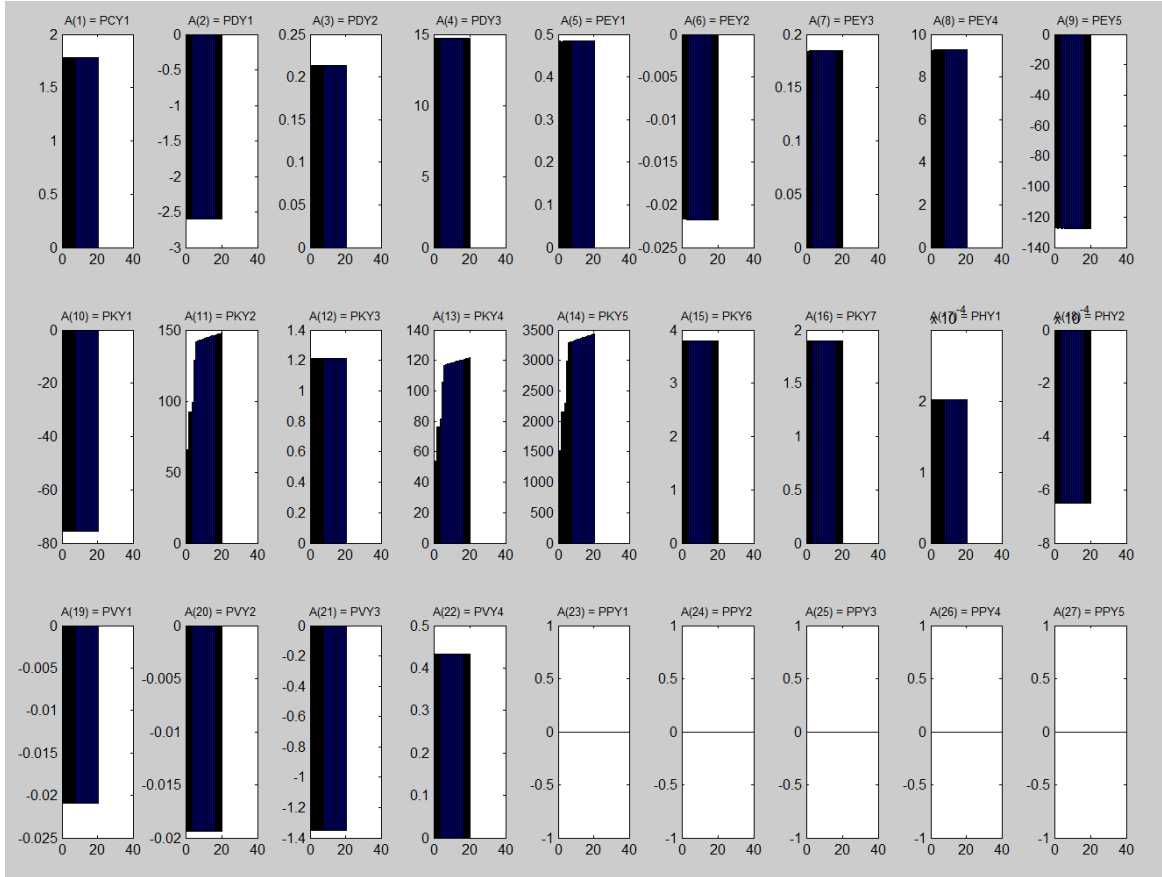 A(1) = PCY1 A(2) = PDY1 A(3) = PDY2 A(4) = PDY3 A(5) = PEY1 A(6) = PEY2 A(7) = PEY3 A(8) = PEY4 A(9) = PEY5
2 0 0.25 15 0.5 0 0.2 10 0
-0.5 -20
1.5 0.2 0.4 -0.005 0.15 8 -40
-1 10 -60
1 0.15 0.3 -0.01 0.1 6
-1.5 -80
0.1 0.2 -0.015 4
0.5 -2 5 0.05 -100
0.05 0.1 -0.02 2
-2.5 -120
0 -3 0 0 0 -0.025 0 0 -140
0 20 40 0 20 40 0 20 40 0 20 40 0 20 40 0 20 40 0 20 40 0 20 40 0 20 40
A(10) = PKY1 A(11) = PKY2 A(12) = PKY3 A(13) = PKY4 A(14) = PKY5 A(15) = PKY6 A(16) = PKY7 A(17) = PHY1 A(18) = PHY2
x 10-4 x 10-4
0 150 1.4 140 3500 4 2 0
1.2 120 3000
-20 100 1 100 2500 3 1.5 2 -2
0.8 80 2000
-40 2 1 -4
0.6 60 1500
-60 50 0.4 40 1000 1 0.5 1 -6
0.2 20 500
-80 0 0 0 0 0 0 0 -8
0 20 40 0 20 40 0 20 40 0 20 40 0 20 40 0 20 40 0 20 40 0 20 40 0 20 40
A(19) = PVY1 A(20) = PVY2 A(21) = PVY3 A(22) = PVY4 A(23) = PPY1 A(24) = PPY2 A(25) = PPY3 A(26) = PPY4 A(27) = PPY5
0 0 0 0.5 1 1 1 1 1
-0.2
-0.005 -0.005 -0.4 0.4 0.5 0.5 0.5 0.5 0.5
-0.01 -0.6 0.3
-0.01 -0.8 0 0 0 0 0
-0.015 0.2
-1
-0.02 -0.015 -1.2 0.1 -0.5 -0.5 -0.5 -0.5 -0.5
-0.025 -0.02 -1.4 0 -1 -1 -1 -1 -1
0 20 40 0 20 40 0 20 40 0 20 40 0 20 40 0 20 40 0 20 40 0 20 40 0 20 40